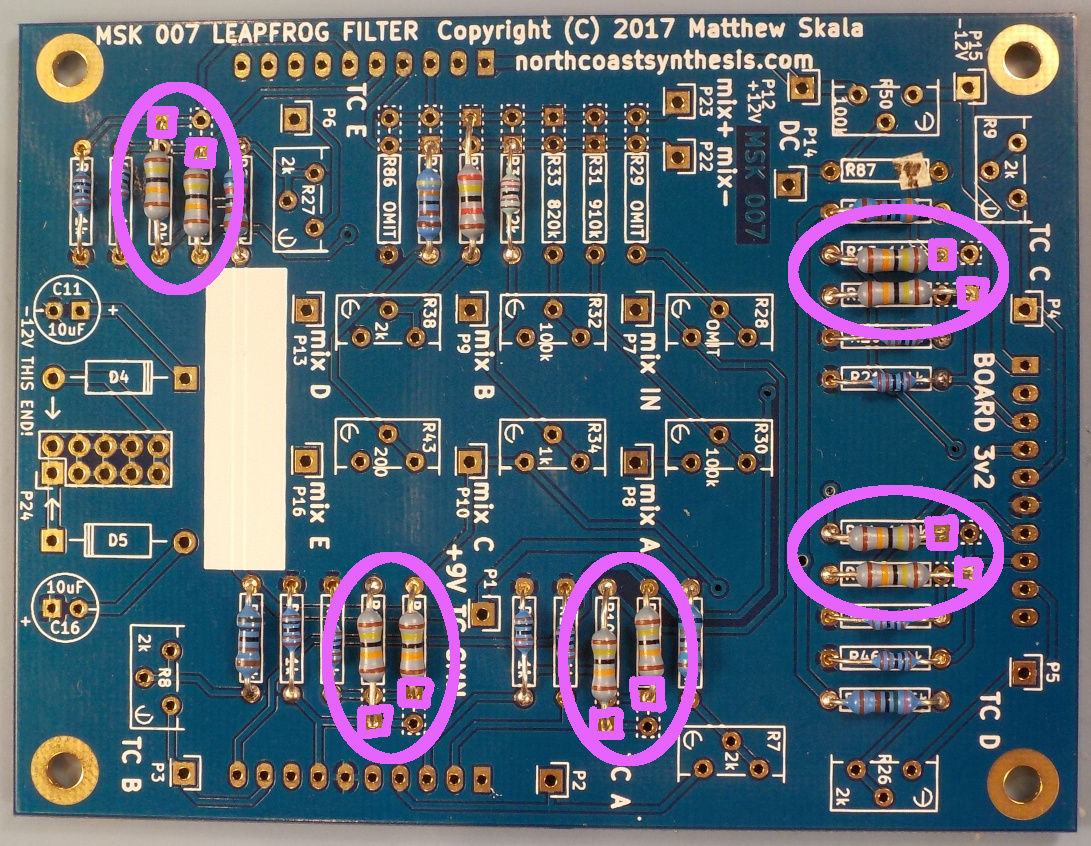 MSK 007 LEAPFROG FILTER Copyright (C) 2017 Matthew Skala
northcoastsynthesis.com
P15
-12V
P12
+12V
R50
100k
R9
2k
P23
mix+
P22
mix-
MSK 007
P14
DC
R87
P6
2k
R27
TC E
R86 OMIT
R33 820k
R31 910k
R29 OMIT
TC C
P4
C11
10uF
+
-12V THIS END!
D4
P13
mix D
R38
2k
P9
mix B
R32
100k
P7
mix IN
R28
OMIT
BOARD 3v2
P24
D5
P16
mix E
R43
200
P10
mix C
R34
1k
P8
mix A
R30
100k
10uF
C16
+
+9V
P1
2k
R8
TC B
P3
P2
R7
2k
R26
2k
TC D
P5